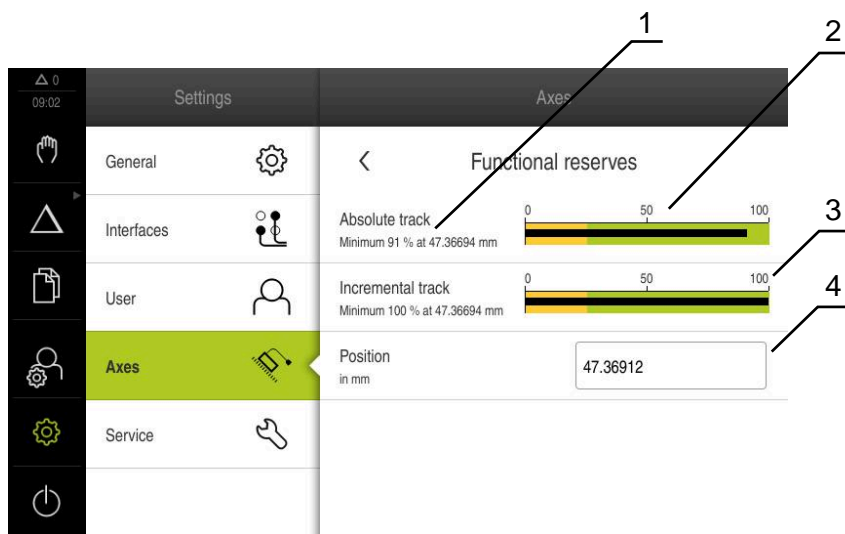 1
2
△ 0
09:02
Settings
Axes
General
Functional reserves
Absolute track
Minimum 91 % at 47.36694 mm
0 50 100
3
Interfaces
Incremental track
Minimum 100 % at 47.36694 mm
0 50 100
4
User
Position
in mm
47.36912
Axes
Service